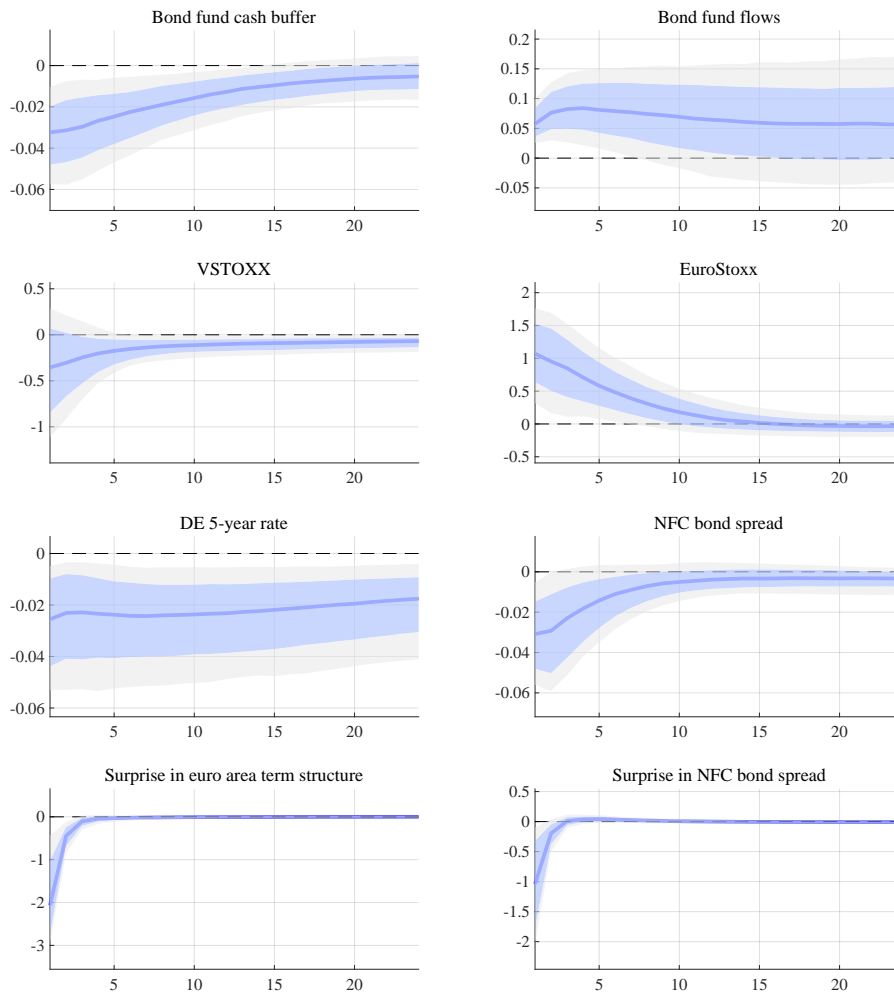 Bond fund cash buffer
0
-0.02
-0.04
-0.06
5 10 15 20
Bond fund flows
0.2
0.15
0.1
0.05
0
-0.05
5 10 15 20
VSTOXX
0.5
0
-0.5
-1
5 10 15 20
EuroStoxx
2
1.5
1
0.5
0
-0.5
5 10 15 20
DE 5-year rate
0
-0.02
-0.04
-0.06
5 10 15 20
NFC bond spread
0
-0.02
-0.04
-0.06
5 10 15 20
Surprise in euro area term structure
0
-1
-2
-3
5 10 15 20
Surprise in NFC bond spread
0.5
0
-0.5
-1
-1.5
-2
5 10 15 20